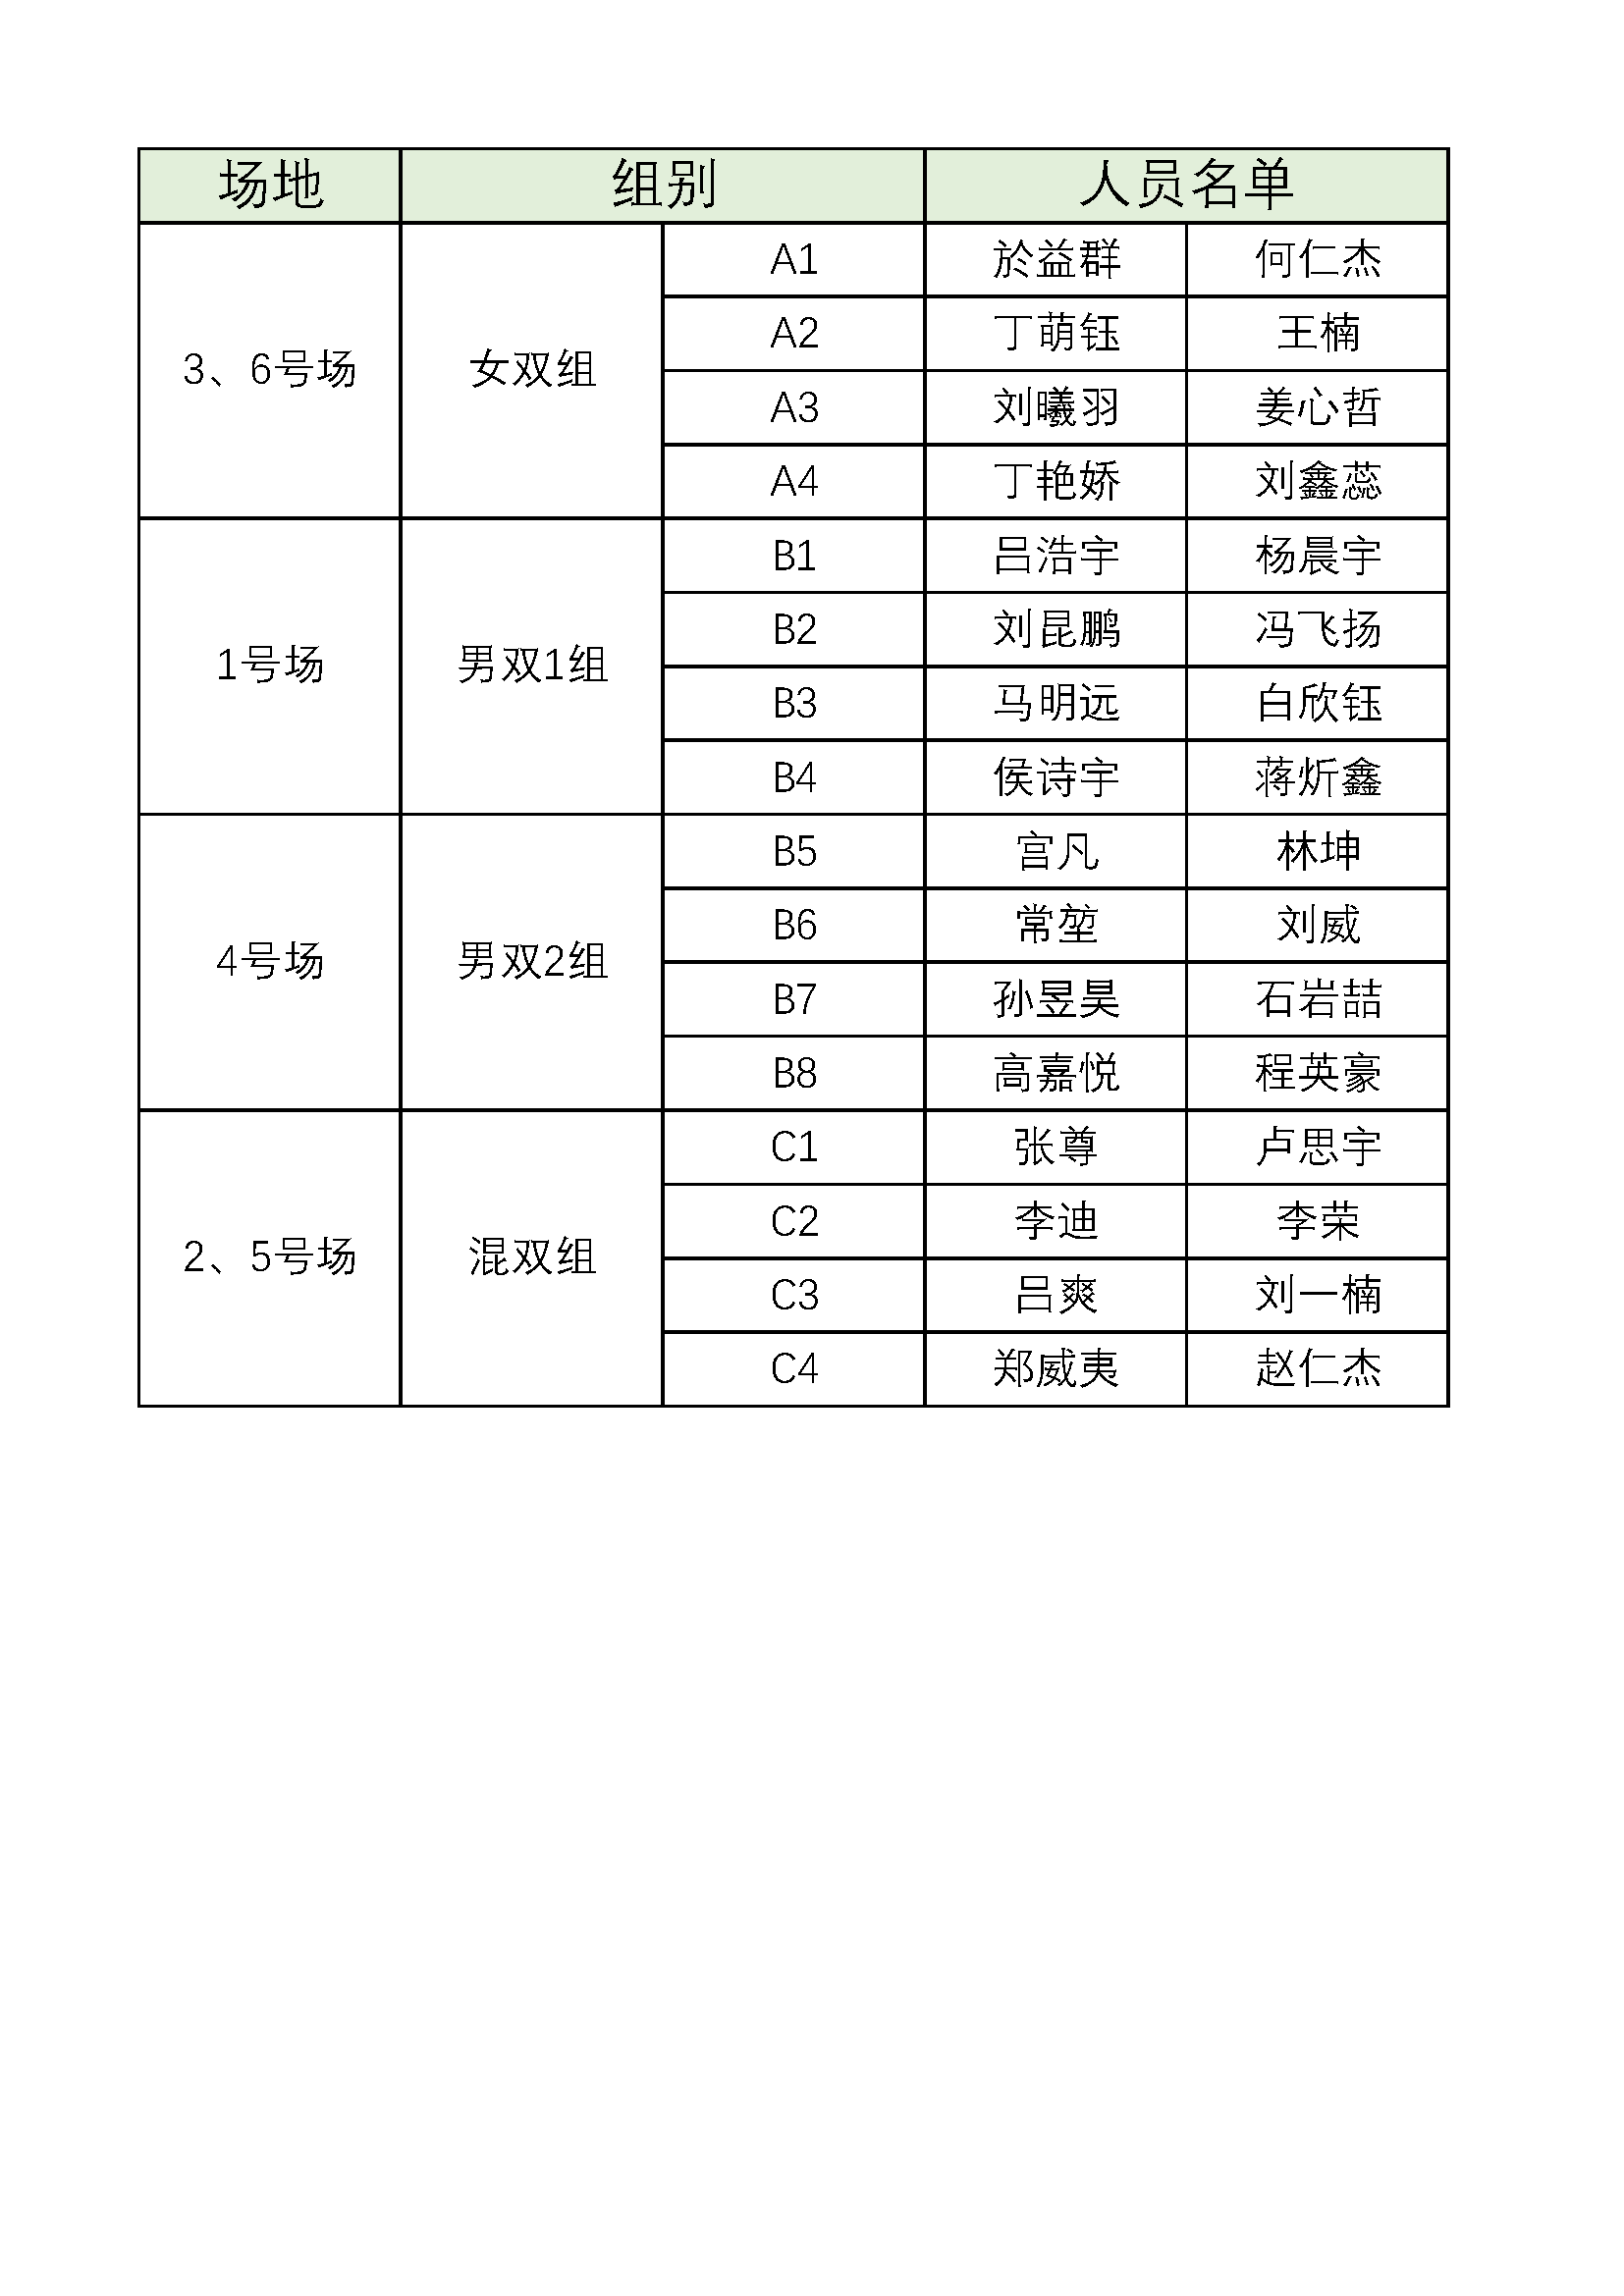 场地 组别 人员名单
3、6号场 女双组 A1 於益群 何仁杰
A2 丁萌钰 王楠
A3 刘曦羽 姜心哲
A4 丁艳娇 刘鑫蕊
1号场 男双1组 B1 吕浩宇 杨晨宇
B2 刘昆鹏 冯飞扬
B3 马明远 白欣钰
B4 侯诗宇 蒋炘鑫
4号场 男双2组 B5 宫凡 林坤
B6 常堃 刘威
B7 孙昱昊 石岩喆
B8 高嘉悦 程英豪
2、5号场 混双组 C1 张尊 卢思宇
C2 李迪 李荣
C3 吕爽 刘一楠
C4 郑威夷 赵仁杰